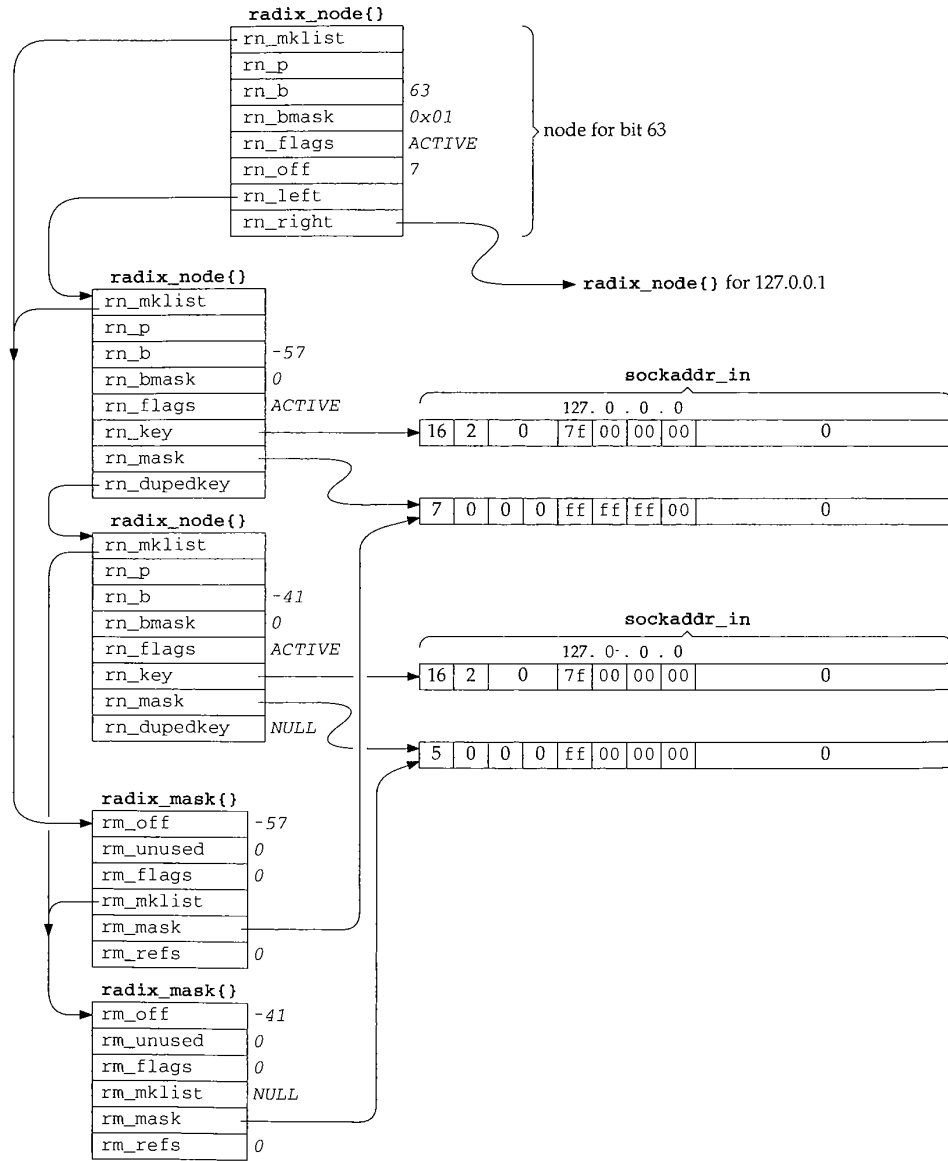 radix_node{}
rn_mklist
rn_p
rn_b 63
rn_bmask 0x01
rn_flags ACTIVE
rn_off 7
rn_left
rn_right
node for bit 63
radix_node{} for 127.0.0.1
radix_node{}
rn_mklist
rn_p
rn_b -57
rn_bmask 0
rn_flags ACTIVE
rn_key
rn_mask
rn_dupedkey
sockaddr_in
127. 0 . 0 . 0
16 2 0 7f 00 00 00 0
7 0 0 0 ff ff ff 00 0
radix_node{}
rn_mklist
rn_p
rn_b -41
rn_bmask 0
rn_flags ACTIVE
rn_key
rn_mask
rn_dupedkey NULL
sockaddr_in
127. 0 . 0 . 0
16 2 0 7f 00 00 00 0
5 0 0 0 ff 00 00 00 0
radix_mask{}
rm_off -57
rm_unused 0
rm_flags 0
rm_mklist
rm_mask
rm_refs 0
radix_mask{}
rm_off -41
rm_unused 0
rm_flags 0
rm_mklist NULL
rm_mask
rm_refs 0